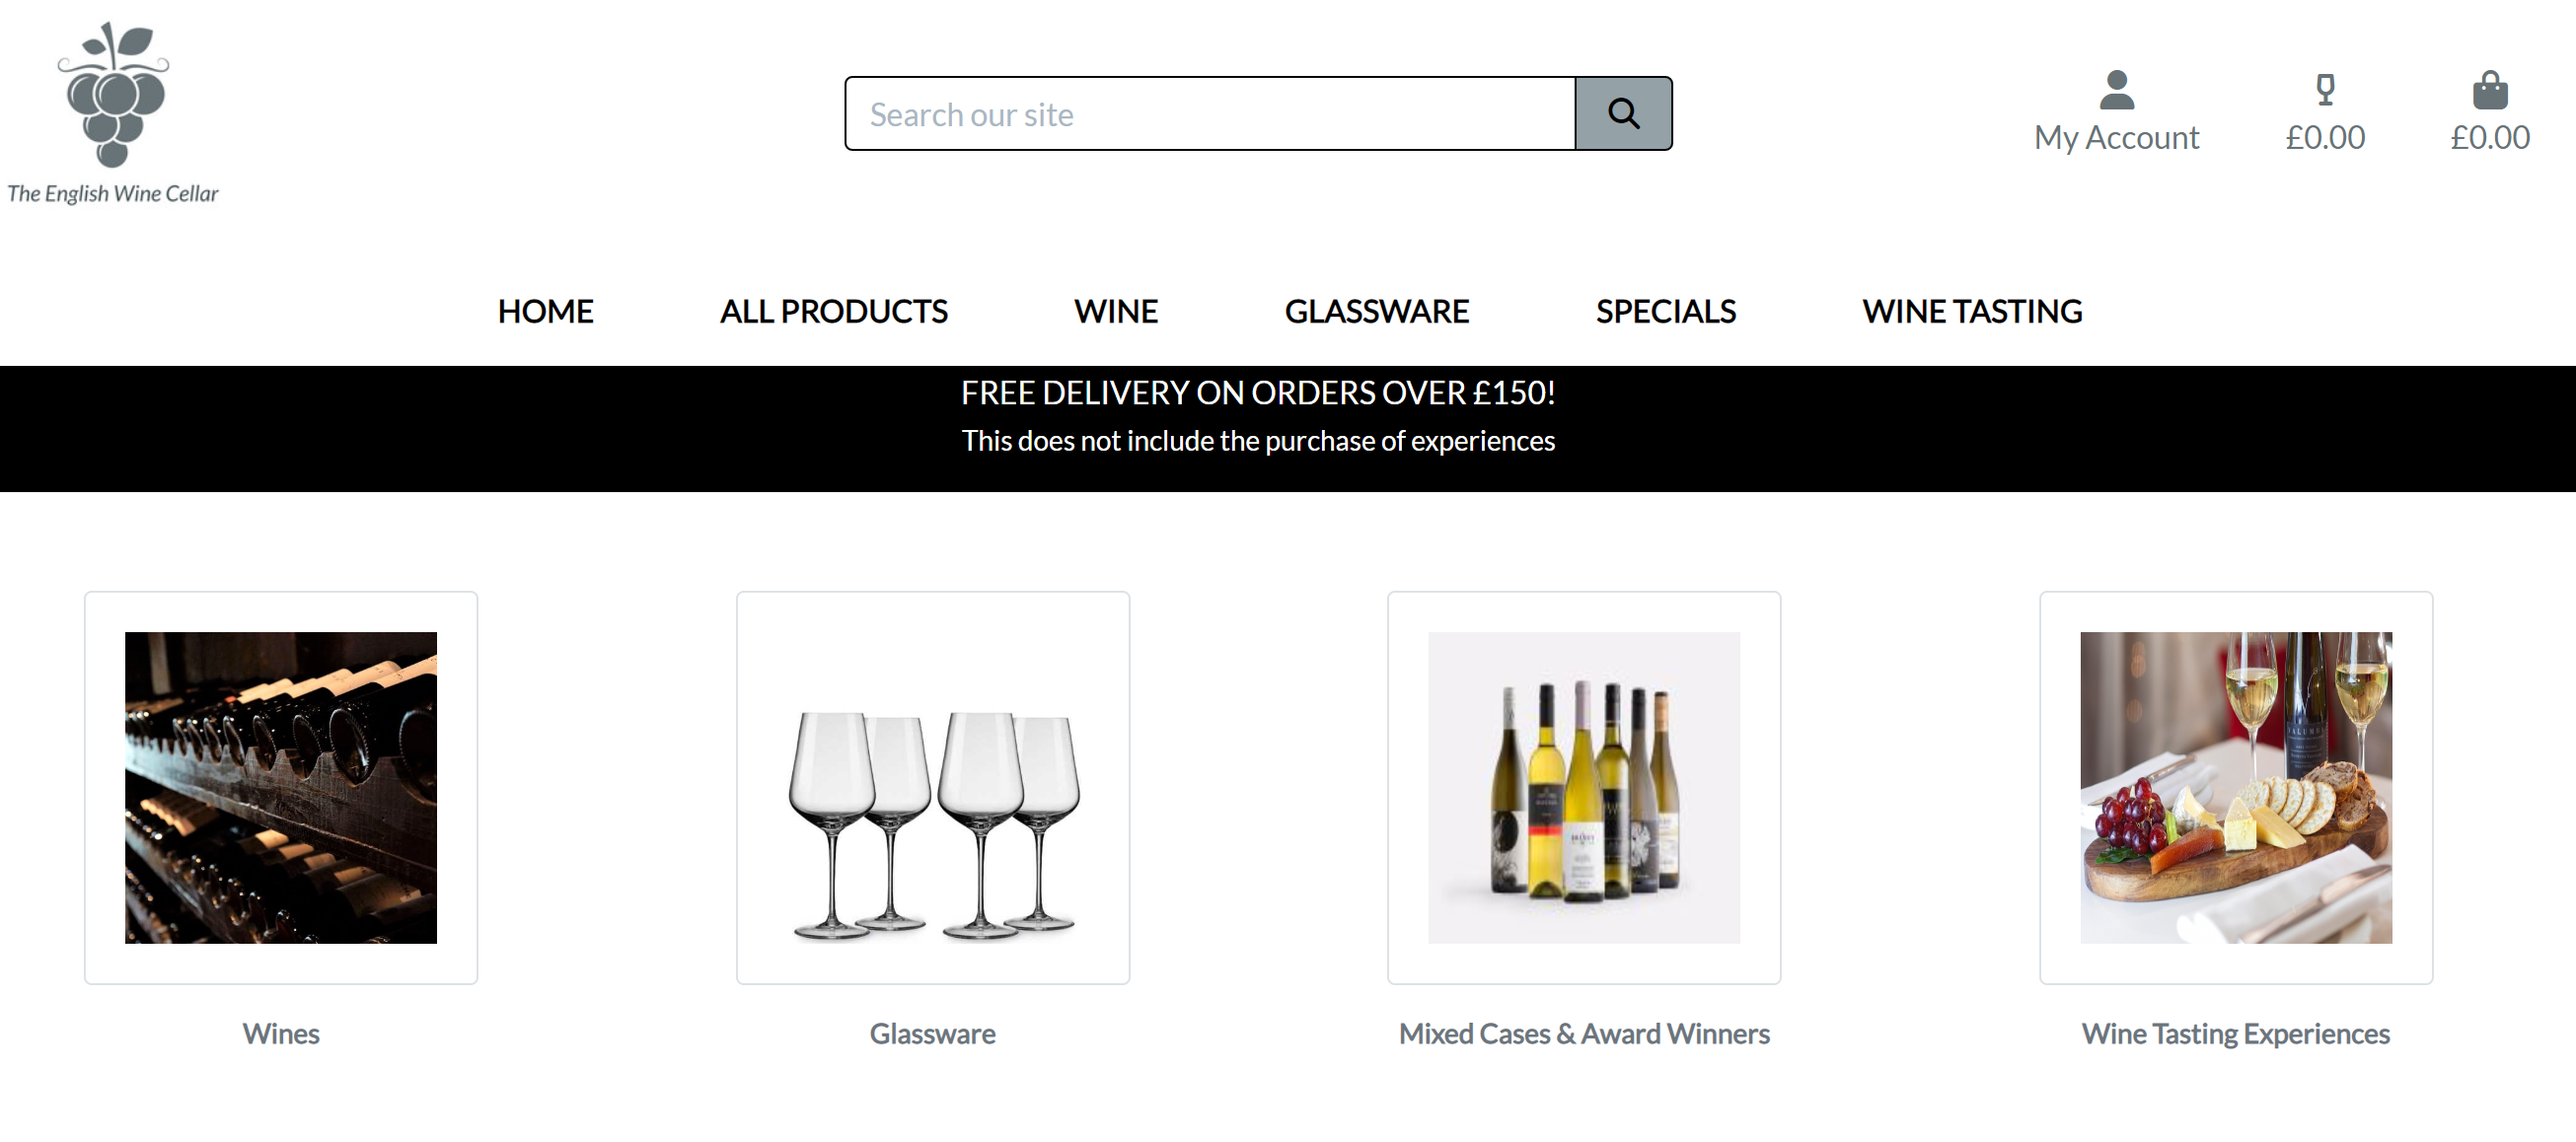 The English Wine Cellar
Search our site
My Account
£0.00
£0.00
HOME
ALL PRODUCTS
WINE
GLASSWARE
SPECIALS
WINE TASTING
FREE DELIVERY ON ORDERS OVER £150!
This does not include the purchase of experiences
Wines
Glassware
Mixed Cases & Award Winners
Wine Tasting Experiences